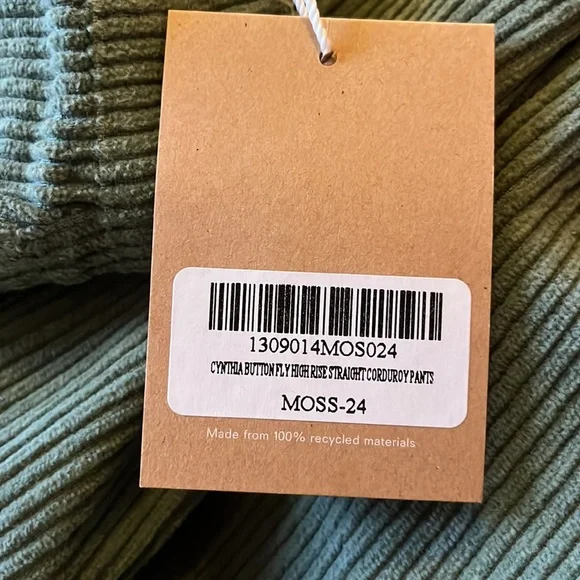 1309014MOS024
CYNTHIA BUTTON FLY HIGH RISE STRAIGHT CORDUROY PANTS
MOSS-24
Made from 100% recycled materials